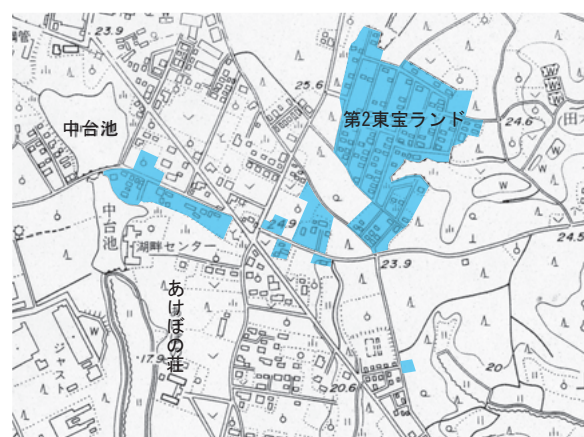 23.9
25.6
中台池
第2東宝ランド
24.6
田
W
中台池
湖畔センター
24.9
24.5
23.9
あけぼの荘
17.9
ジャスト
20.6
20
W